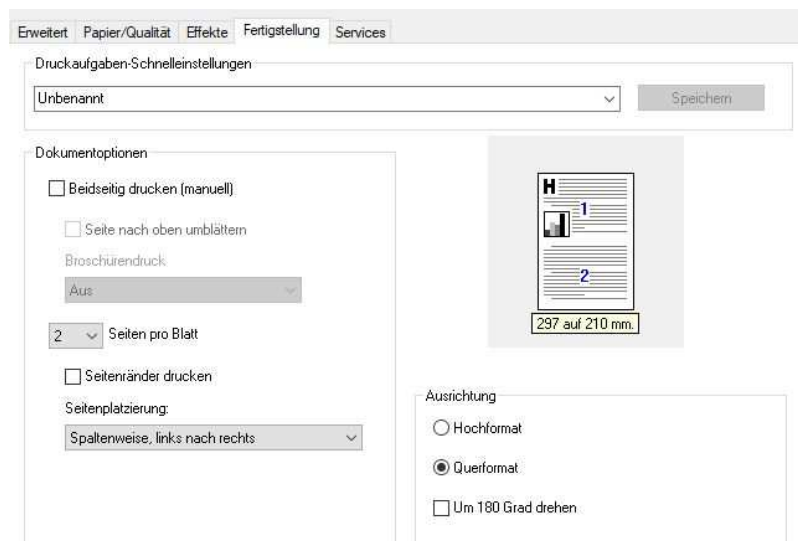 Erweitert Papier/Qualität Effekte Fertigstellung Services
Druckaufgaben-Schnelleinstellungen
Unbenannt Speichern
Dokumentoptionen
Beidseitig drucken (manuell)
Seite nach oben umblättern
Broschürendruck
Aus
2 Seiten pro Blatt
Seitenränder drucken
Seitenplatzierung:
Spaltenweise, links nach rechts
H
1
2
297 auf 210 mm.
Ausrichtung
Hochformat
Querformat
Um 180 Grad drehen